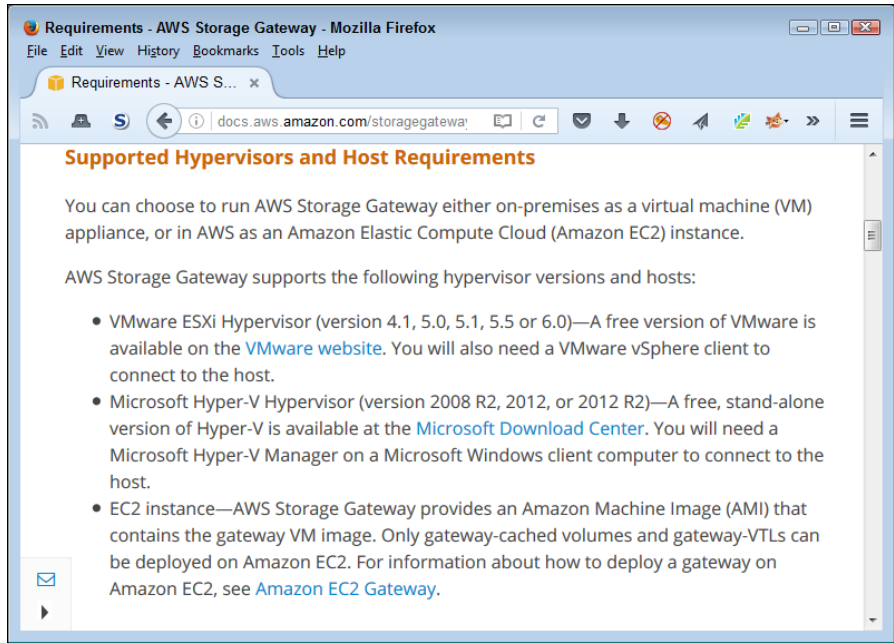 Requirements - AWS Storage Gateway - Mozilla Firefox
File Edit View History Bookmarks Tools Help
Requirements - AWS S...
docs.aws.amazon.com/storagegateway
Supported Hypervisors and Host Requirements
You can choose to run AWS Storage Gateway either on-premises as a virtual machine (VM)
appliance, or in AWS as an Amazon Elastic Compute Cloud (Amazon EC2) instance.
AWS Storage Gateway supports the following hypervisor versions and hosts:
• VMware ESXi Hypervisor (version 4.1, 5.0, 5.1, 5.5 or 6.0)—A free version of VMware is
available on the VMware website. You will also need a VMware vSphere client to
connect to the host.
• Microsoft Hyper-V Hypervisor (version 2008 R2, 2012, or 2012 R2)—A free, stand-alone
version of Hyper-V is available at the Microsoft Download Center. You will need a
Microsoft Hyper-V Manager on a Microsoft Windows client computer to connect to the
host.
• EC2 instance—AWS Storage Gateway provides an Amazon Machine Image (AMI) that
contains the gateway VM image. Only gateway-cached volumes and gateway-VTLs can
be deployed on Amazon EC2. For information about how to deploy a gateway on
Amazon EC2, see Amazon EC2 Gateway.